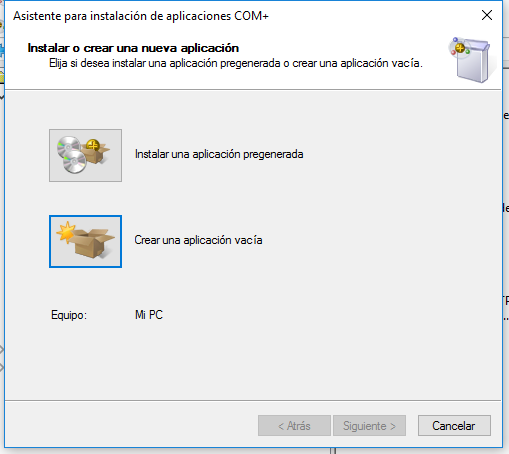 Asistente para instalación de aplicaciones COM+
Instalar o crear una nueva aplicación
Elija si desea instalar una aplicación pregenerada o crear una aplicación vacía.
Instalar una aplicación pregenerada
Crear una aplicación vacía
Equipo: Mi PC
< Atrás Siguiente > Cancelar